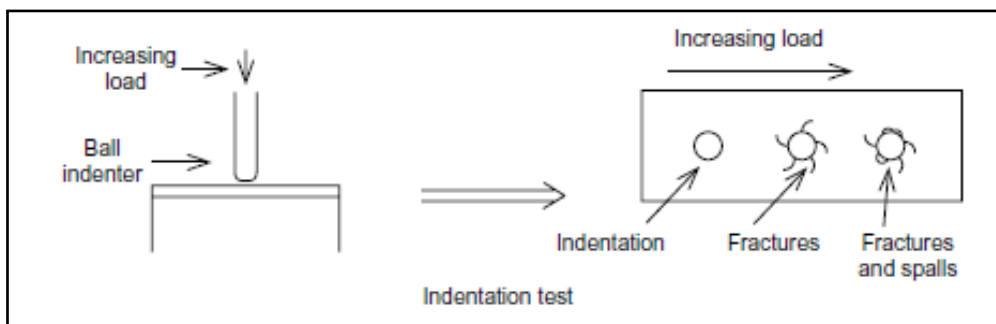 Increasing
load
Ball
indenter
Increasing load
Indentation
Fractures
Fractures
and spalls
Indentation test